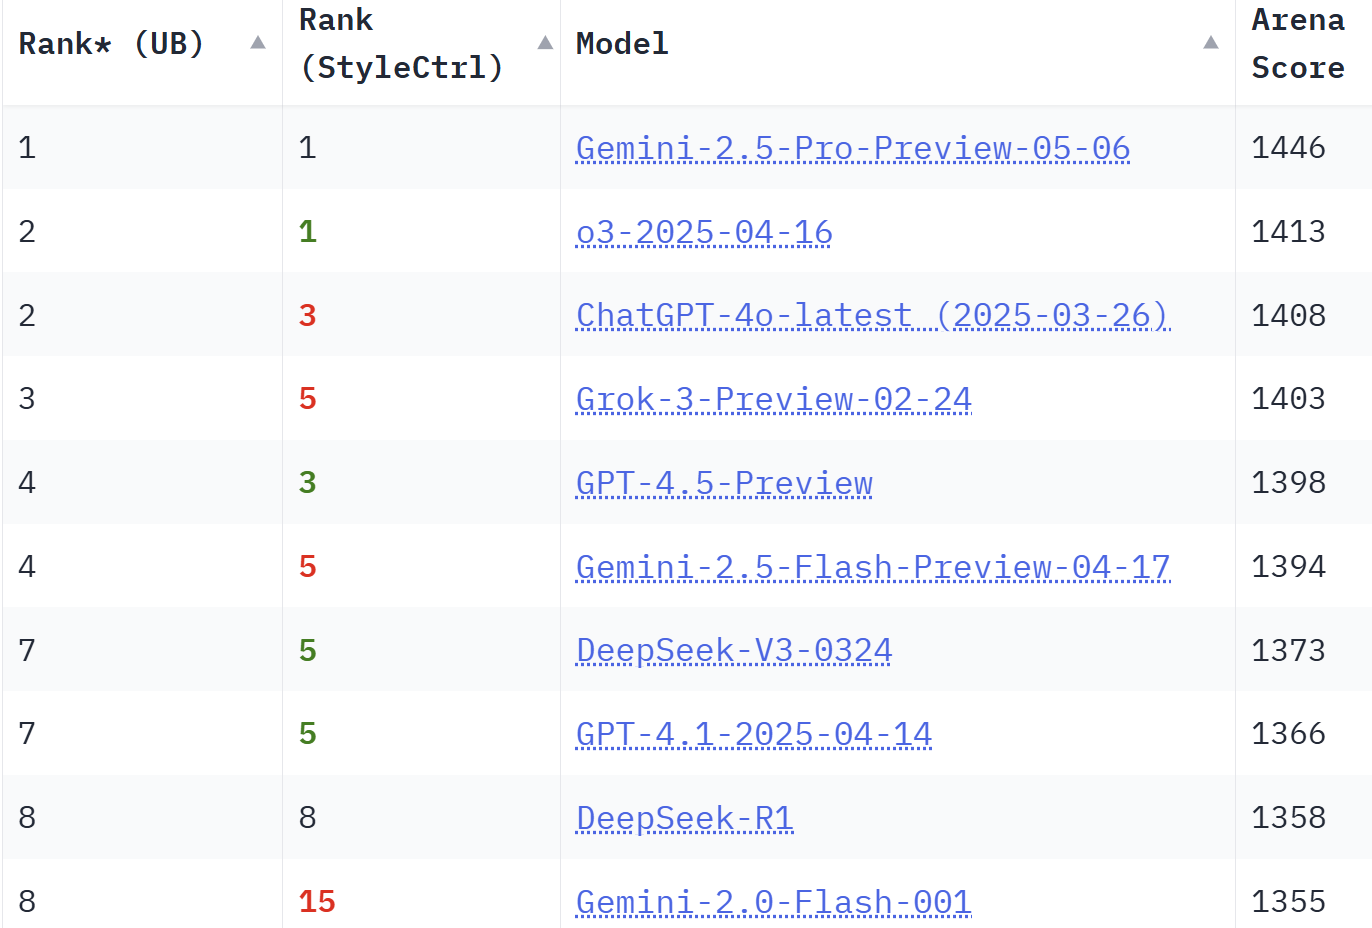 Rank* (UB) ▲ Rank (StyleCtrl) ▲ Model ▲ Arena Score
1 1 Gemini-2.5-Pro-Preview-05-06 1446
2 1 o3-2025-04-16 1413
2 3 ChatGPT-4o-latest (2025-03-26) 1408
3 5 Grok-3-Preview-02-24 1403
4 3 GPT-4.5-Preview 1398
4 5 Gemini-2.5-Flash-Preview-04-17 1394
7 5 DeepSeek-V3-0324 1373
7 5 GPT-4.1-2025-04-14 1366
8 8 DeepSeek-R1 1358
8 15 Gemini-2.0-Flash-001 1355